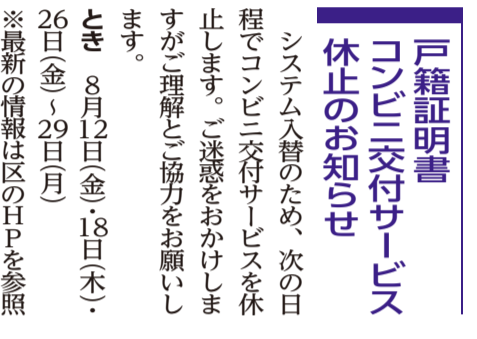 戸籍証明書
コンビニ交付サービス
休止のお知らせ
システム入替のため、次の日
程でコンビニ交付サービスを休
止します。ご迷惑をおかけしま
すがご理解とご協力をお願いし
ます。
とき　8月12日(金)・18日(木)・
26日(金)～29日(月)
※最新の情報は区のHPを参照